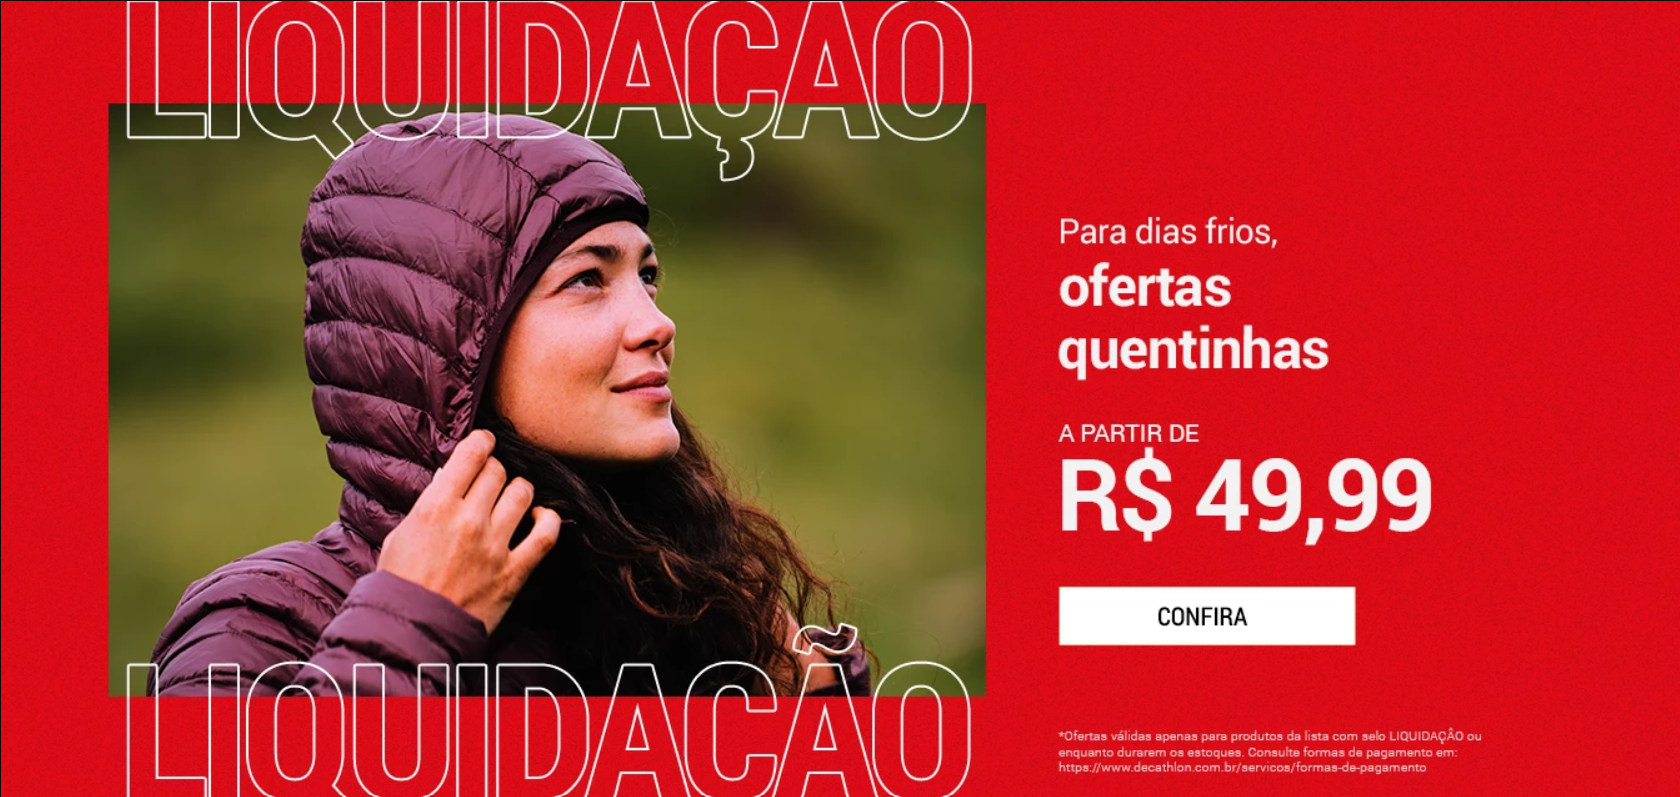 LIQUIDAÇAO
Para dias frios,
ofertas
quentinhas
A PARTIR DE
R$ 49,99
CONFIRA
LIQUIDAÇÃO
*Ofertas válidas apenas para produtos da lista com selo LIQUIDAÇÃO ou
enquanto durarem os estoques. Consulte formas de pagamento em:
https://www.decathlon.com.br/servicos/formas-de-pagamento